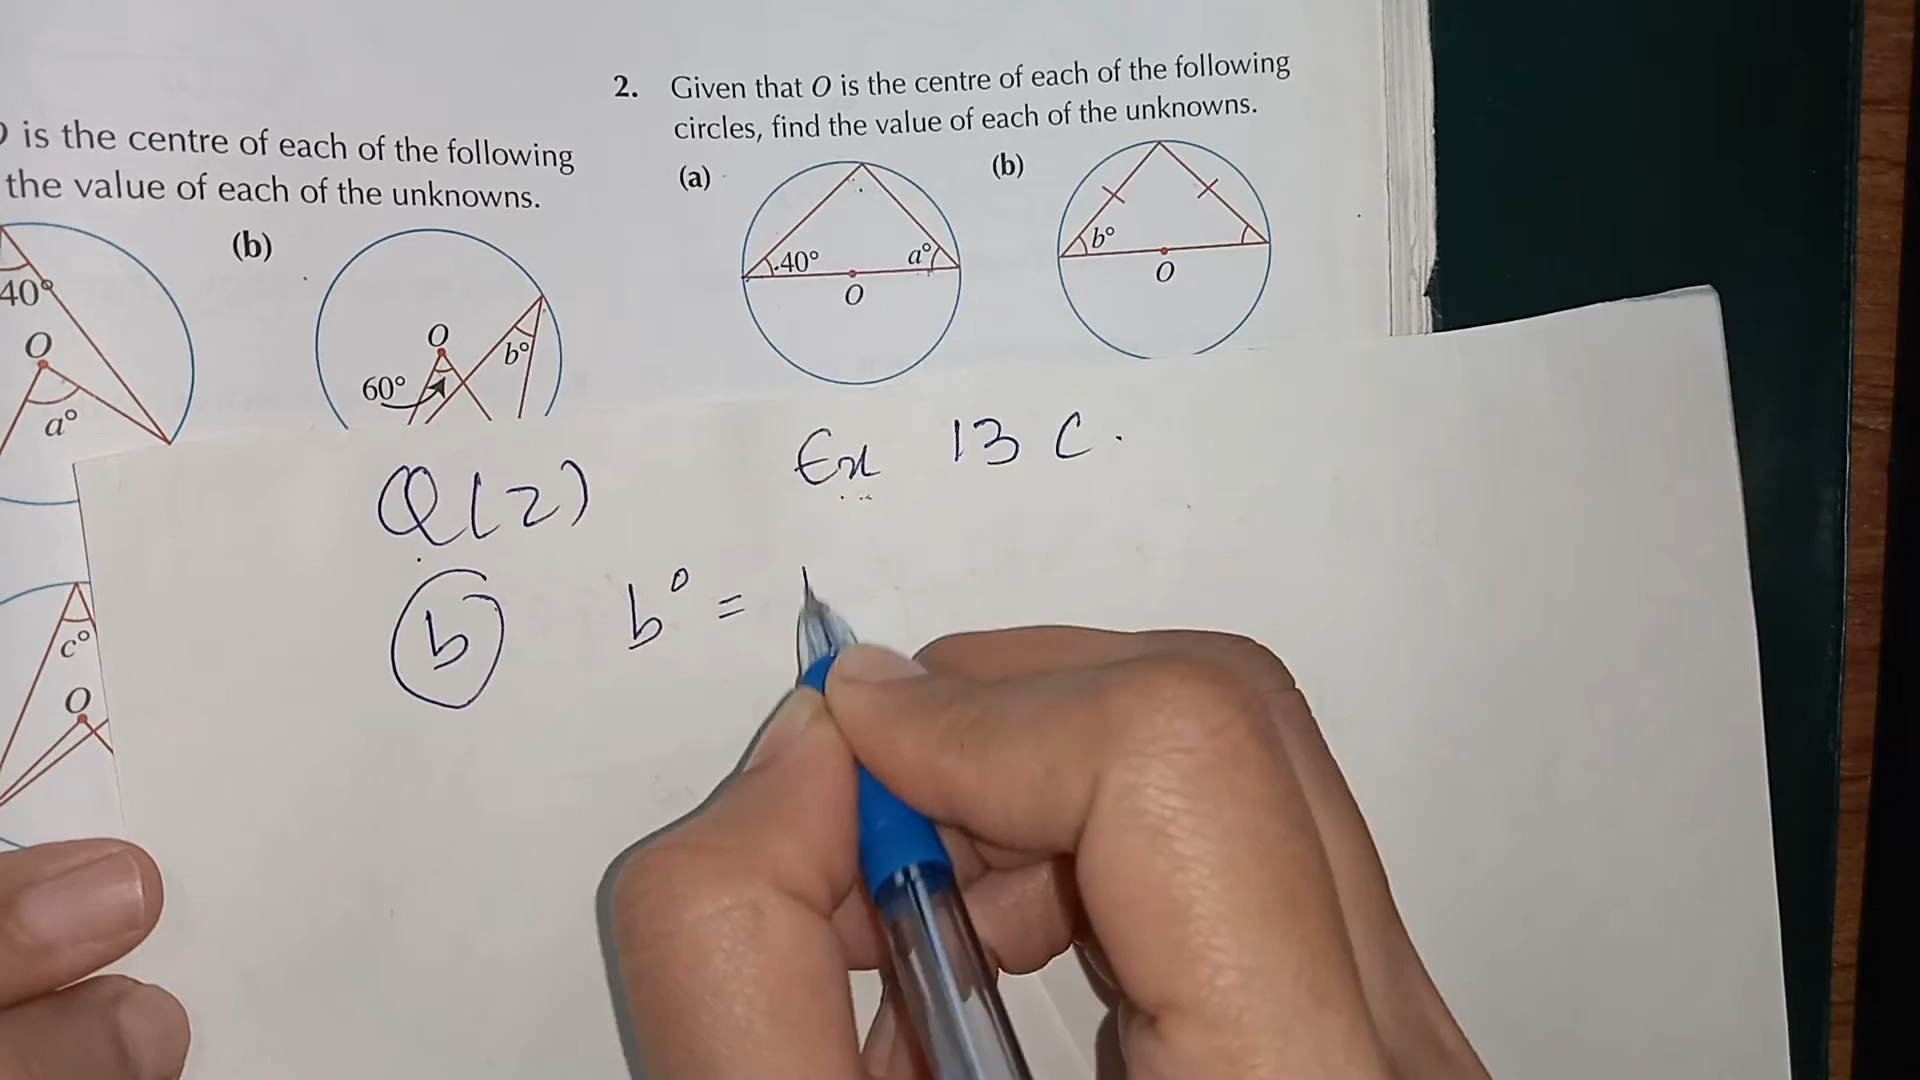 2. Given that O is the centre of each of the following
circles, find the value of each of the unknowns.
(a)
40°
a°
O
(b)
b°
O
is the centre of each of the following
the value of each of the unknowns.
40°
O
a°
(b)
O
60°
b°
c°
O
Ex 13 C.
Q(2)
b b° =